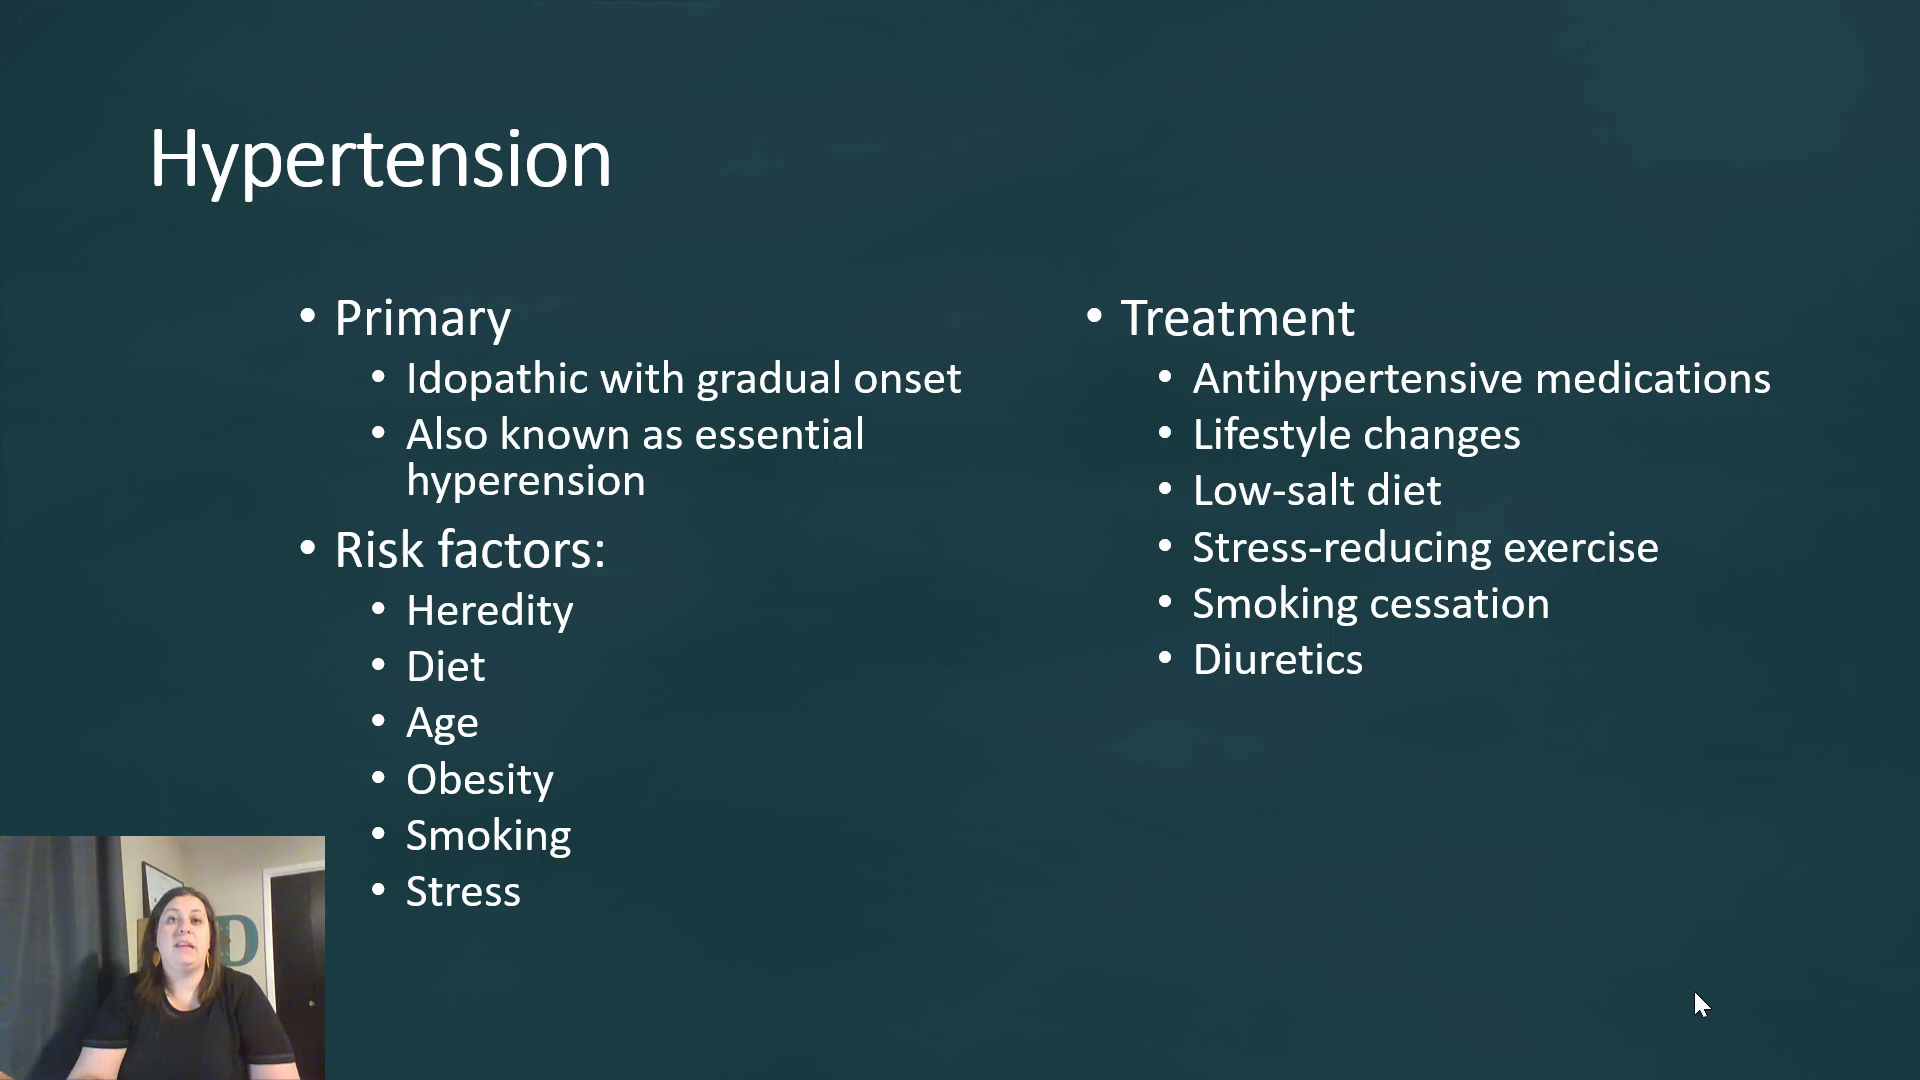 Hypertension
• Primary
• Idopathic with gradual onset
• Also known as essential
hyperension
• Risk factors:
• Heredity
• Diet
• Age
• Obesity
• Smoking
• Stress
• Treatment
• Antihypertensive medications
• Lifestyle changes
• Low-salt diet
• Stress-reducing exercise
• Smoking cessation
• Diuretics
D